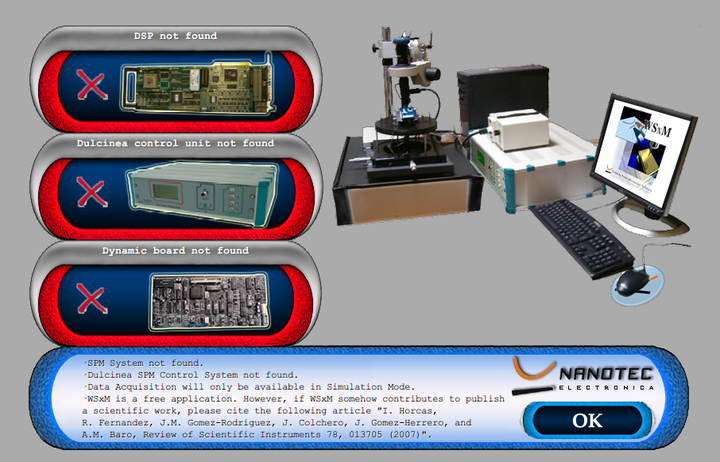 DSP not found
Dulcinea control unit not found
Dynamic board not found
WSxM
·SPM System not found.
·Dulcinea SPM Control System not found.
·Data Acquisition will only be available in Simulation Mode.
·WSxM is a free application. However, if WSxM somehow contributes to publish
a scientific work, please cite the following article "I. Horcas,
R. Fernandez, J.M. Gomez-Rodriguez, J. Colchero, J. Gomez-Herrero, and
A.M. Baro, Review of Scientific Instruments 78, 013705 (2007)".
NANOTEC
ELECTRONICA
OK